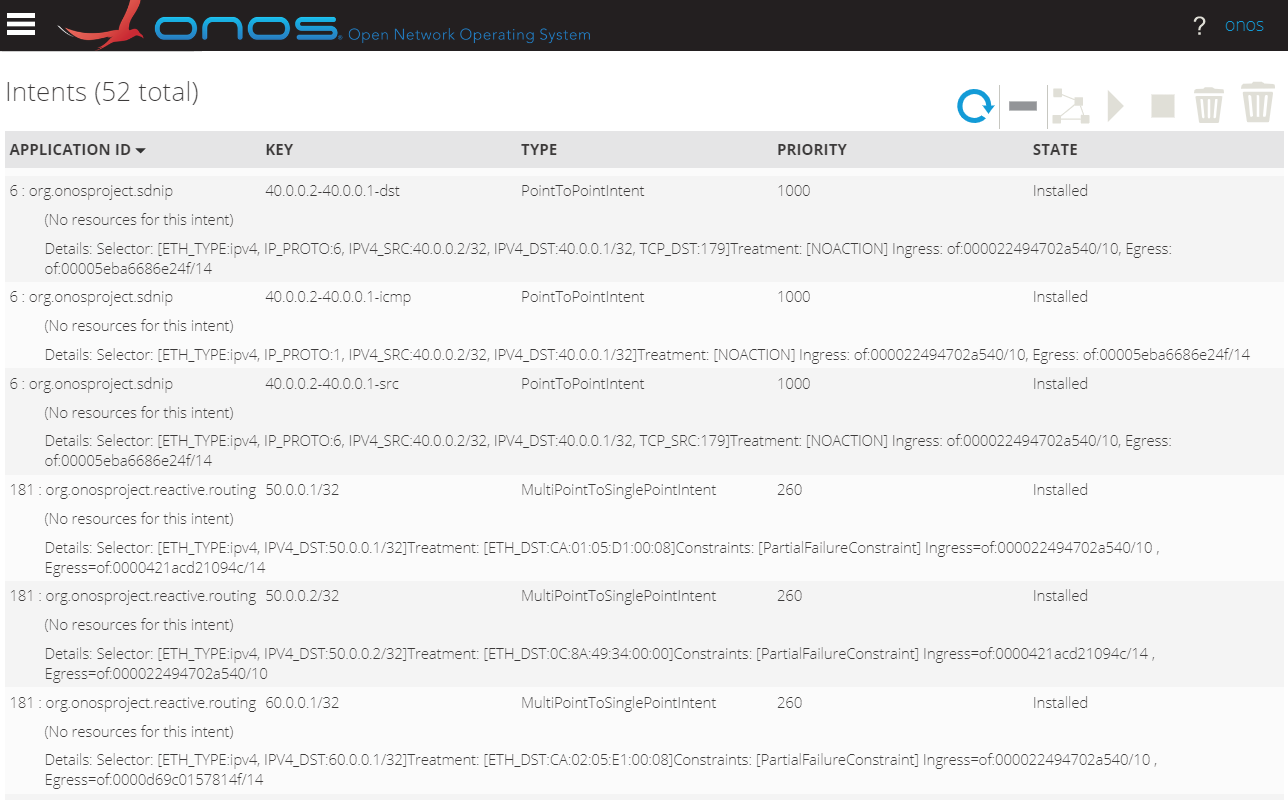 onos Open Network Operating System ? onos
Intents (52 total)
APPLICATION ID KEY TYPE PRIORITY STATE
6 : org.onosproject.sdnip 40.0.0.2-40.0.0.1-dst PointToPointIntent 1000 Installed
(No resources for this intent)
Details: Selector: [ETH_TYPE:ipv4, IP_PROTO:6, IPV4_SRC:40.0.0.2/32, IPV4_DST:40.0.0.1/32, TCP_DST:179]Treatment: [NOACTION] Ingress: of:000022494702a540/10, Egress:
of:00005eba6686e24f/14
6 : org.onosproject.sdnip 40.0.0.2-40.0.0.1-icmp PointToPointIntent 1000 Installed
(No resources for this intent)
Details: Selector: [ETH_TYPE:ipv4, IP_PROTO:1, IPV4_SRC:40.0.0.2/32, IPV4_DST:40.0.0.1/32]Treatment: [NOACTION] Ingress: of:000022494702a540/10, Egress: of:00005eba6686e24f/14
6 : org.onosproject.sdnip 40.0.0.2-40.0.0.1-src PointToPointIntent 1000 Installed
(No resources for this intent)
Details: Selector: [ETH_TYPE:ipv4, IP_PROTO:6, IPV4_SRC:40.0.0.2/32, IPV4_DST:40.0.0.1/32, TCP_SRC:179]Treatment: [NOACTION] Ingress: of:000022494702a540/10, Egress:
of:00005eba6686e24f/14
181 : org.onosproject.reactive.routing 50.0.0.1/32 MultiPointToSinglePointIntent 260 Installed
(No resources for this intent)
Details: Selector: [ETH_TYPE:ipv4, IPV4_DST:50.0.0.1/32]Treatment: [ETH_DST:CA:01:05:D1:00:08]Constraints: [PartialFailureConstraint] Ingress=of:000022494702a540/10 ,
Egress=of:0000421acd21094c/14
181 : org.onosproject.reactive.routing 50.0.0.2/32 MultiPointToSinglePointIntent 260 Installed
(No resources for this intent)
Details: Selector: [ETH_TYPE:ipv4, IPV4_DST:50.0.0.2/32]Treatment: [ETH_DST:0C:8A:49:34:00:00]Constraints: [PartialFailureConstraint] Ingress=of:0000421acd21094c/14 ,
Egress=of:000022494702a540/10
181 : org.onosproject.reactive.routing 60.0.0.1/32 MultiPointToSinglePointIntent 260 Installed
(No resources for this intent)
Details: Selector: [ETH_TYPE:ipv4, IPV4_DST:60.0.0.1/32]Treatment: [ETH_DST:CA:02:05:E1:00:08]Constraints: [PartialFailureConstraint] Ingress=of:000022494702a540/10 ,
Egress=of:0000d69c0157814f/14